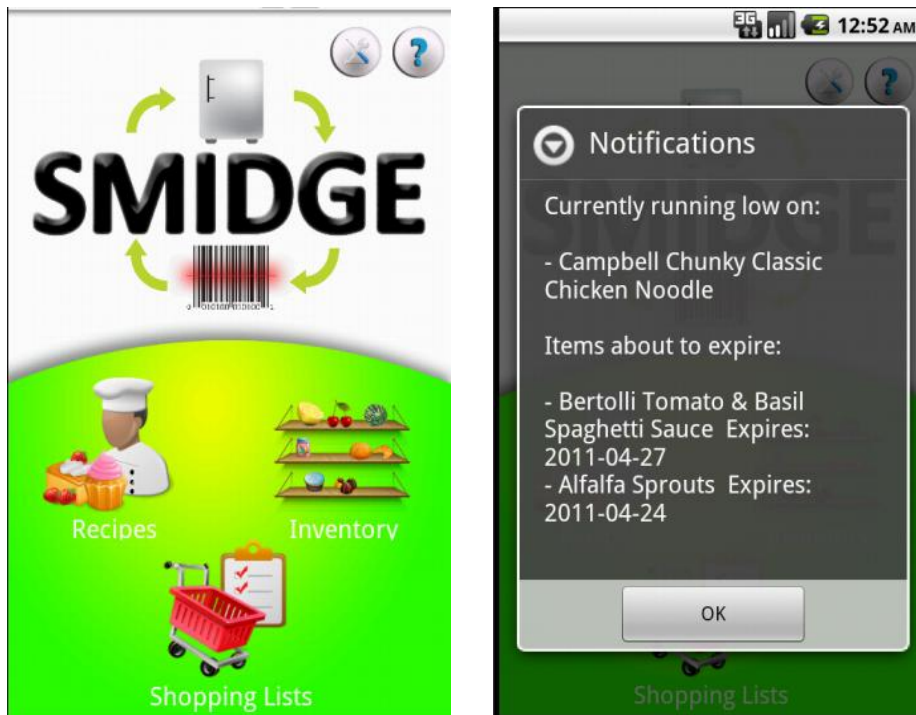 SMIDGE
Recipes
Inventory
Shopping Lists
12:52 AM
3G
Notifications
Currently running low on:
- Campbell Chunky Classic
Chicken Noodle
Items about to expire:
- Bertolli Tomato & Basil
Spaghetti Sauce Expires:
2011-04-27
- Alfalfa Sprouts Expires:
2011-04-24
OK
Shopping Lists